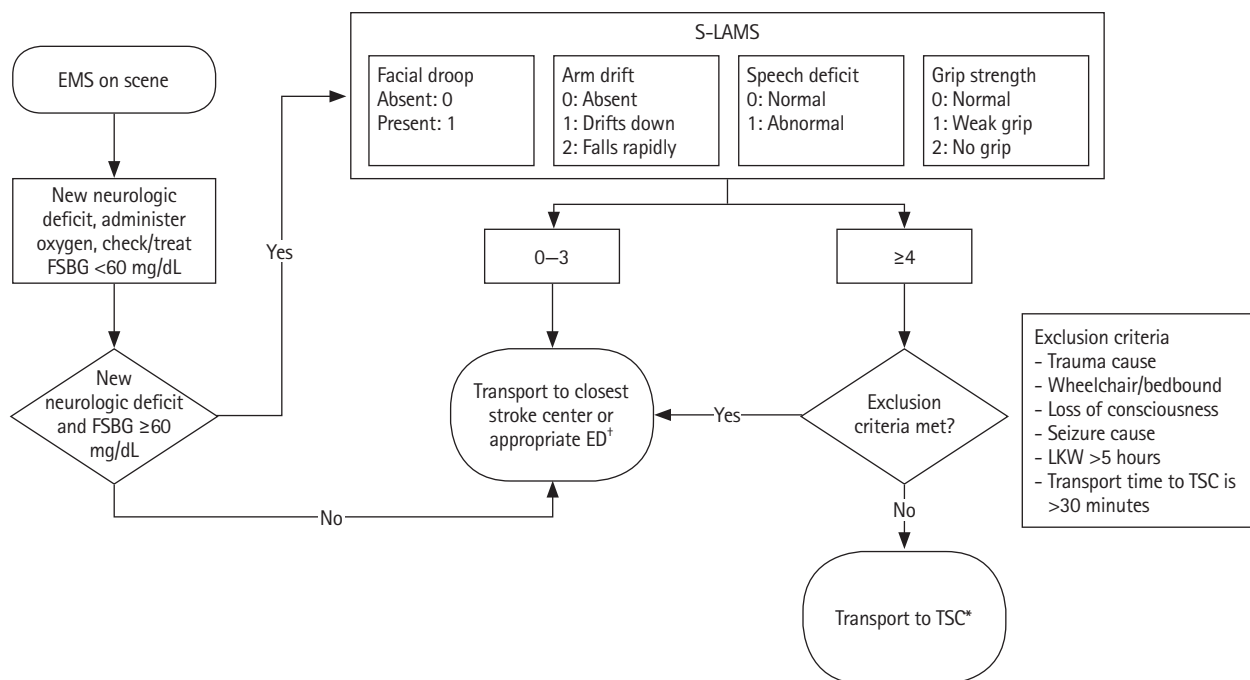 EMS on scene
New neurologic
deficit, administer
oxygen, check/treat
FSBG <60 mg/dL
New
neurologic deficit
and FSBG ≥60
mg/dL
Yes
No
S-LAMS
Facial droop
Absent: 0
Present: 1
Arm drift
0: Absent
1: Drifts down
2: Falls rapidly
Speech deficit
0: Normal
1: Abnormal
Grip strength
0: Normal
1: Weak grip
2: No grip
0–3
≥4
Transport to closest
stroke center or
appropriate ED†
Yes
Exclusion
criteria met?
No
Transport to TSC*
Exclusion criteria
- Trauma cause
- Wheelchair/bedbound
- Loss of consciousness
- Seizure cause
- LKW >5 hours
- Transport time to TSC is
>30 minutes